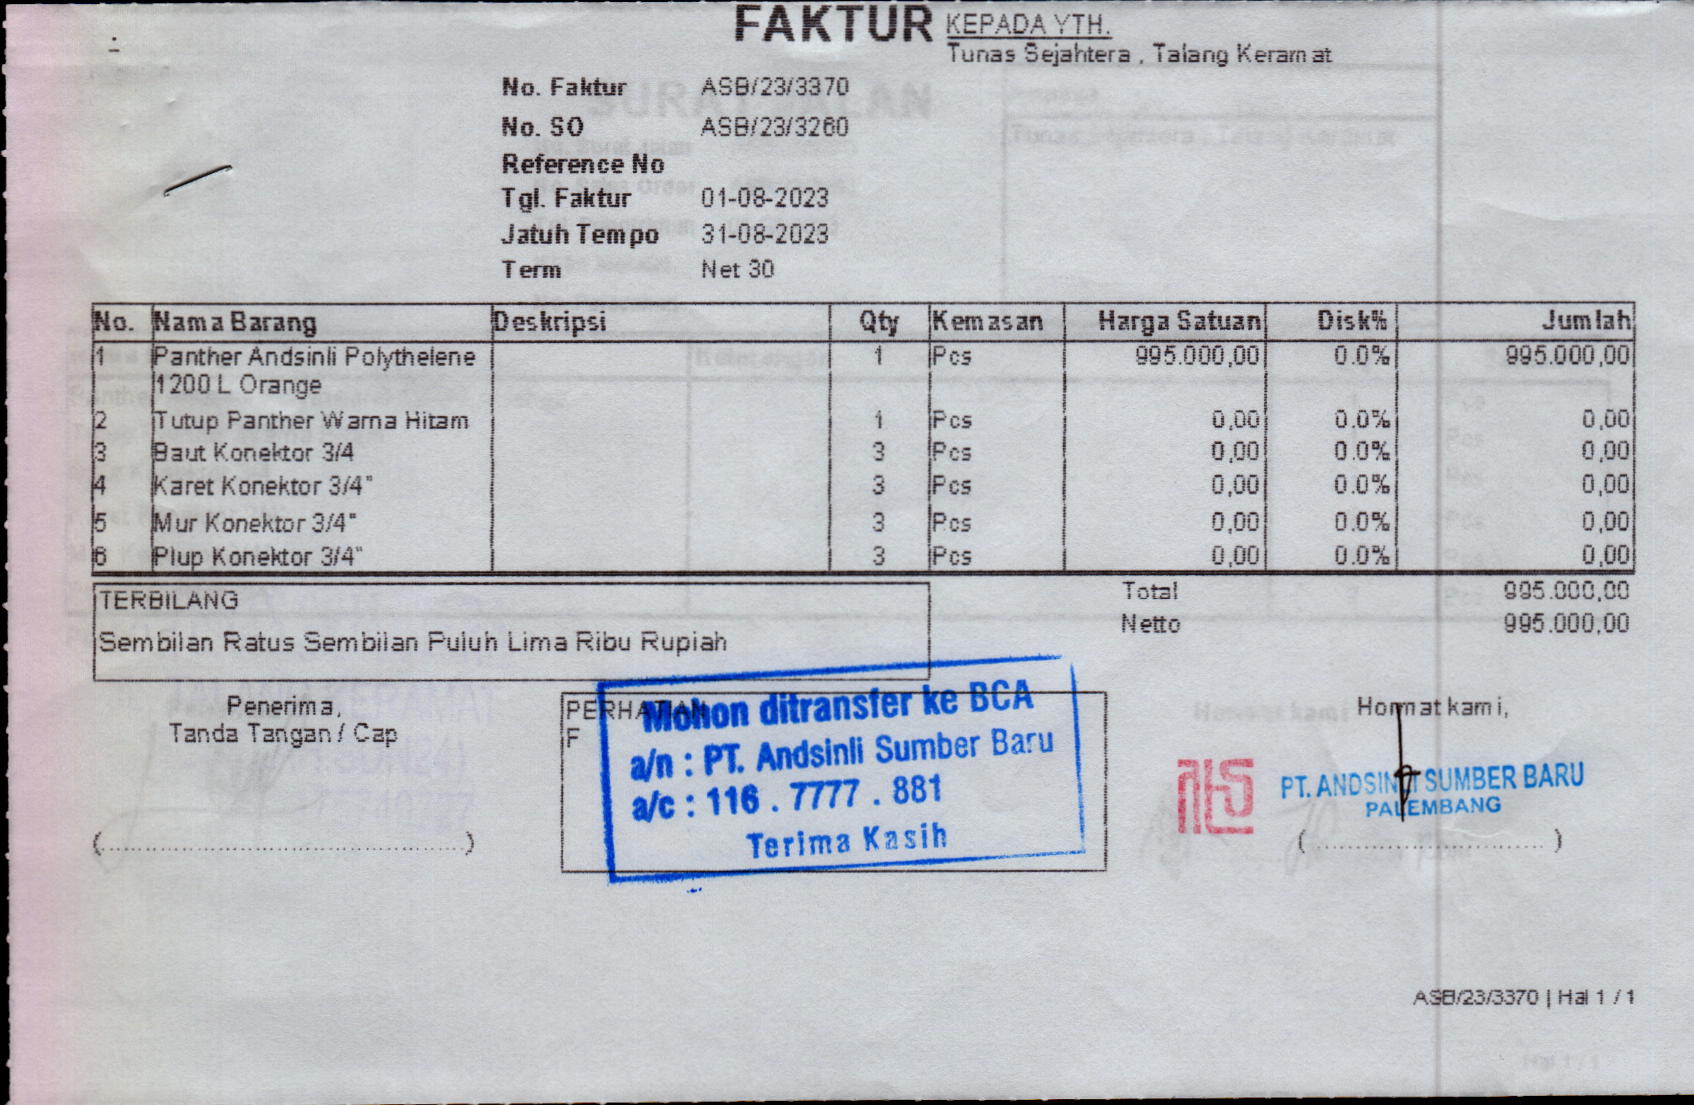 FAKTUR
KEPADA YTH.
Tunas Sejahtera , Talang Keramat
No. Faktur ASB/23/3370
No. SO ASB/23/3260
Reference No
Tgl. Faktur 01-08-2023
Jatuh Tempo 31-08-2023
Term Net 30
No. Nama Barang Deskripsi Qty Kemasan Harga Satuan Disk% Jumlah
1 Panther Andsinli Polythelene 1 Pcs 995.000,00 0.0% 995.000,00
1200 L Orange
2 Tutup Panther Warna Hitam 1 Pcs 0,00 0.0% 0,00
3 Baut Konektor 3/4 3 Pcs 0,00 0.0% 0,00
4 Karet Konektor 3/4" 3 Pcs 0,00 0.0% 0,00
5 Mur Konektor 3/4" 3 Pcs 0,00 0.0% 0,00
6 Plup Konektor 3/4" 3 Pcs 0,00 0.0% 0,00
Total 995.000,00
Netto 995.000,00
TERBILANG
Sembilan Ratus Sembilan Puluh Lima Ribu Rupiah
Penerima,
Tanda Tangan / Cap
(......................................)
PERHATIAN
F
Mohon ditransfer ke BCA
a/n : PT. Andsinli Sumber Baru
a/c : 116 . 7777 . 881
Terima Kasih
Hormat kami,
PT. ANDSINLI SUMBER BARU
PALEMBANG
(..........................)
ASB/23/3370 | Hal 1 / 1